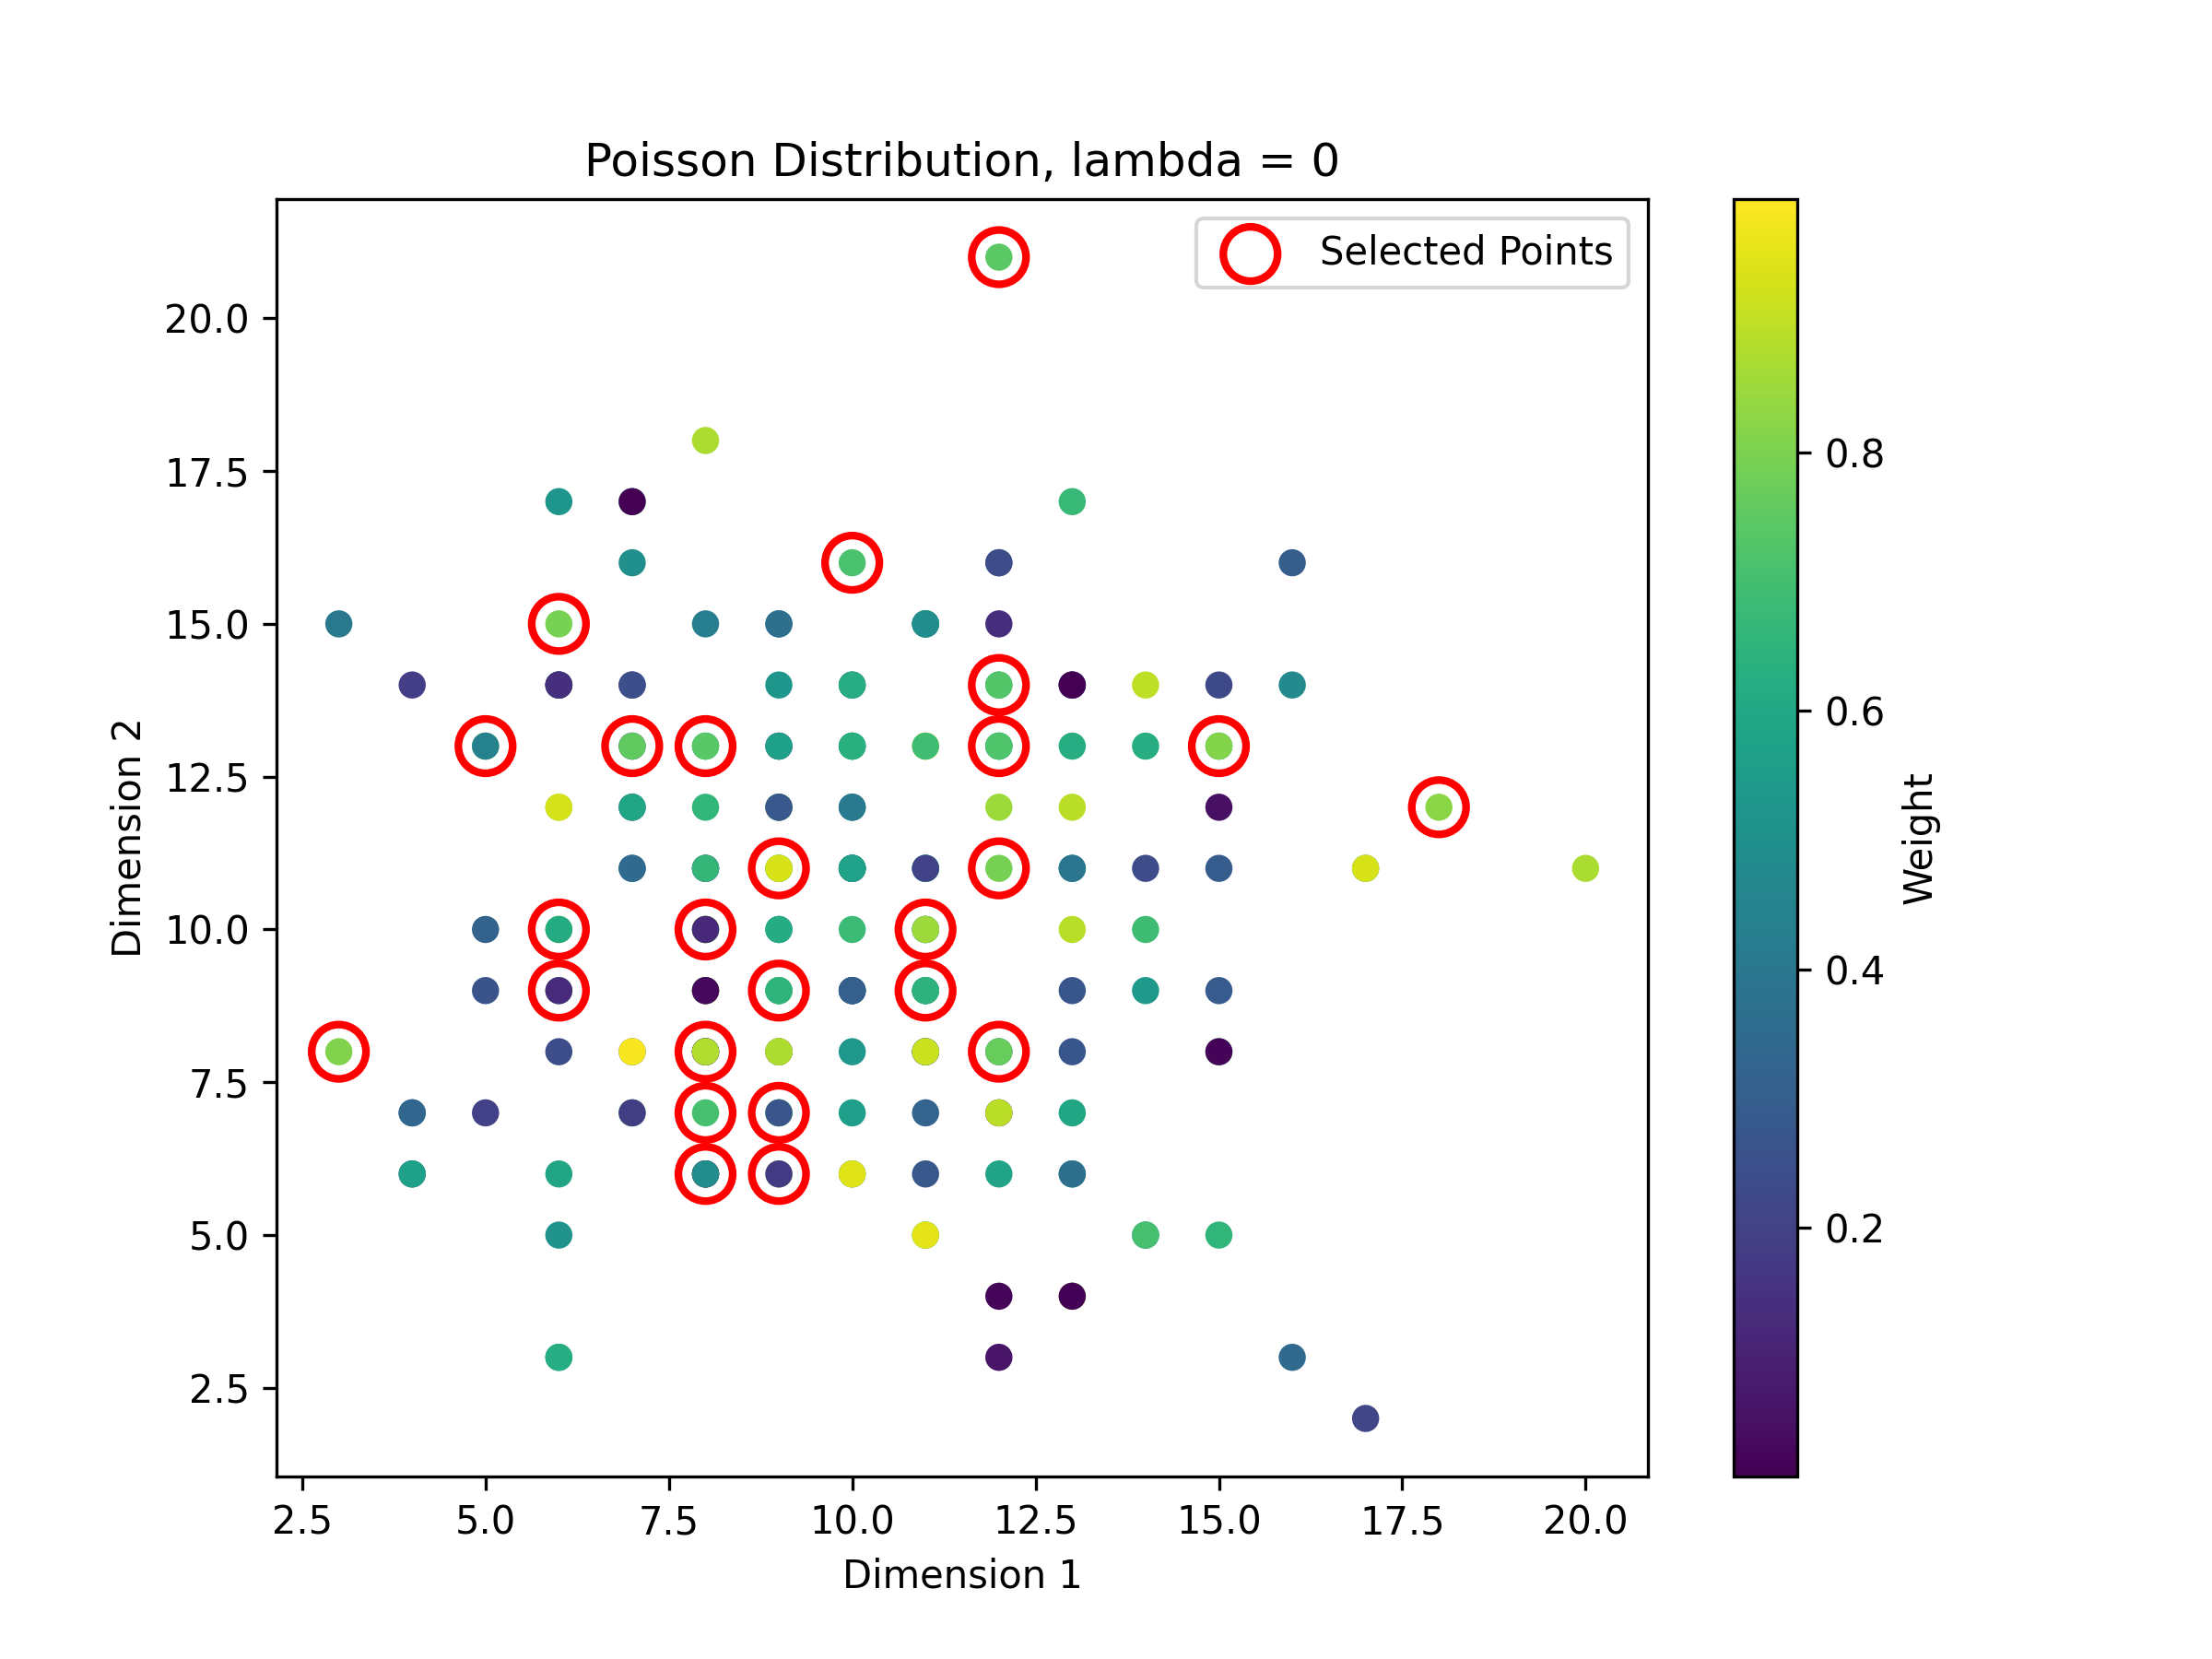 Poisson Distribution, lambda = 0
Selected Points
20.0
17.5
15.0
12.5
10.0
7.5
5.0
2.5
Dimension 2
2.5 5.0 7.5 10.0 12.5 15.0 17.5 20.0
Dimension 1
0.8
0.6
0.4
0.2
Weight